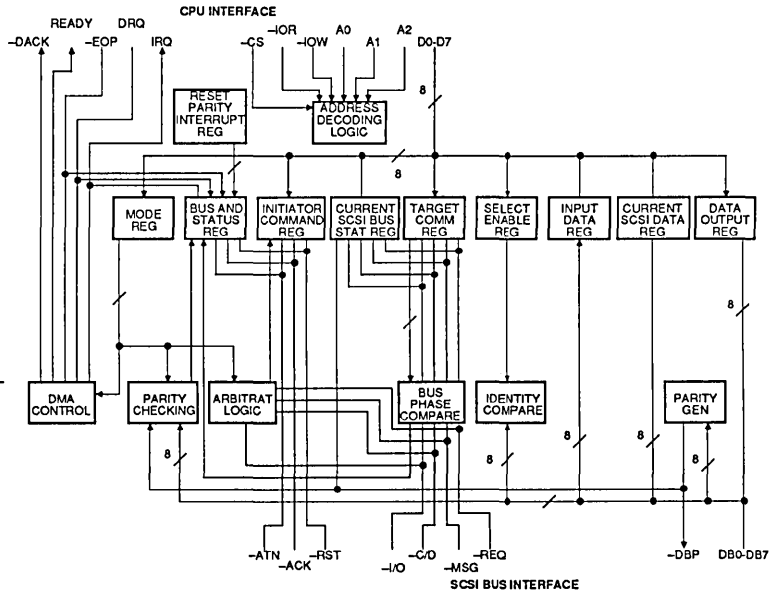 CPU INTERFACE
READY
DRQ
–DACK
–EOP
IRQ
–CS
–IOR
–IOW
A0
A1
A2
D0-D7
8
RESET
PARITY
INTERRUPT
REG
ADDRESS
DECODING
LOGIC
8
MODE
REG
BUS AND
STATUS
REG
INITIATOR
COMMAND
REG
CURRENT
SCSI BUS
STAT REG
TARGET
COMM
REG
SELECT
ENABLE
REG
INPUT
DATA
REG
CURRENT
SCSI DATA
REG
DATA
OUTPUT
REG
8
DMA
CONTROL
PARITY
CHECKING
ARBITRAT
LOGIC
BUS
PHASE
COMPARE
IDENTITY
COMPARE
PARITY
GEN
8
8
8
8
8
–ATN
–ACK
–RST
–I/O
–C/D
–MSG
–REQ
–DBP
DB0-DB7
SCSI BUS INTERFACE